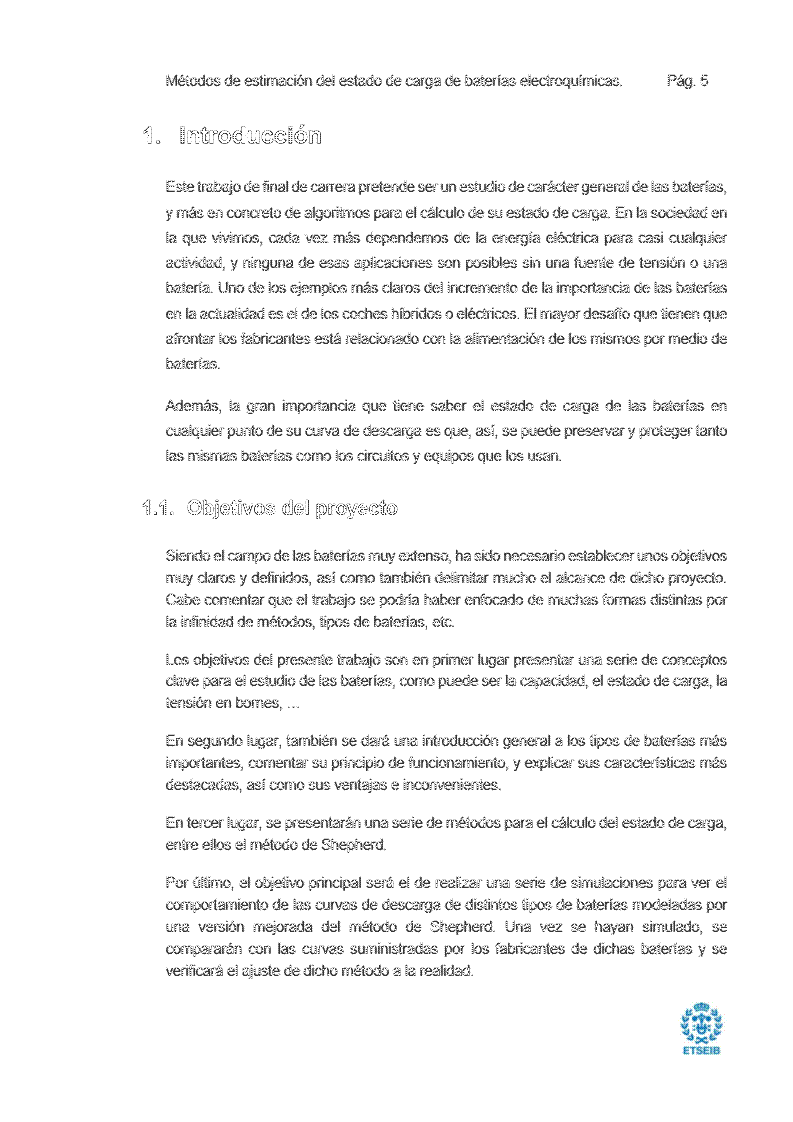 Métodos de estimación del estado de carga de baterías electroquímicas. Pág. 5
1. Introducción
Este trabajo de final de carrera pretende ser un estudio de carácter general de las baterías,
y más en concreto de algoritmos para el cálculo de su estado de carga. En la sociedad en
la que vivimos, cada vez más dependemos de la energía eléctrica para casi cualquier
actividad, y ninguna de esas aplicaciones son posibles sin una fuente de tensión o una
batería. Uno de los ejemplos más claros del incremento de la importancia de las baterías
en la actualidad es el de los coches híbridos o eléctricos. El mayor desafío que tienen que
afrontar los fabricantes está relacionado con la alimentación de los mismos por medio de
baterías.
Además, la gran importancia que tiene saber el estado de carga de las baterías en
cualquier punto de su curva de descarga es que, así, se puede preservar y proteger tanto
las mismas baterías como los circuitos y equipos que los usan.
1.1. Objetivos del proyecto
Siendo el campo de las baterías muy extenso, ha sido necesario establecer unos objetivos
muy claros y definidos, así como también delimitar mucho el alcance de dicho proyecto.
Cabe comentar que el trabajo se podría haber enfocado de muchas formas distintas por
la infinidad de métodos, tipos de baterías, etc.
Los objetivos del presente trabajo son en primer lugar presentar una serie de conceptos
clave para el estudio de las baterías, como puede ser la capacidad, el estado de carga, la
tensión en bornes, ...
En segundo lugar, también se dará una introducción general a los tipos de baterías más
importantes, comentar su principio de funcionamiento, y explicar sus características más
destacadas, así como sus ventajas e inconvenientes.
En tercer lugar, se presentarán una serie de métodos para el cálculo del estado de carga,
entre ellos el método de Shepherd.
Por último, el objetivo principal será el de realizar una serie de simulaciones para ver el
comportamiento de las curvas de descarga de distintos tipos de baterías modeladas por
una versión mejorada del método de Shepherd. Una vez se hayan simulado, se
compararán con las curvas suministradas por los fabricantes de dichas baterías y se
verificará el ajuste de dicho método a la realidad.
ETSEIB